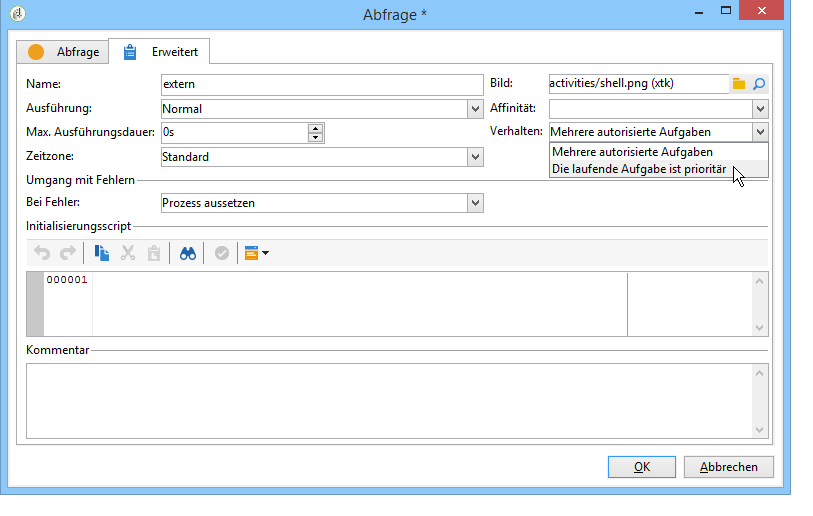 Abfrage *
Abfrage Erweitert
Name: extern Bild: activities/shell.png (xtk)
Ausführung: Normal Affinität:
Max. Ausführungsdauer: 0s Verhalten: Mehrere autorisierte Aufgaben
Mehrere autorisierte Aufgaben
Zeitzone: Standard
Die laufende Aufgabe ist prioritär
Umgang mit Fehlern
Bei Fehler: Prozess aussetzen
Initialisierungsscript
000001
Kommentar
OK Abbrechen